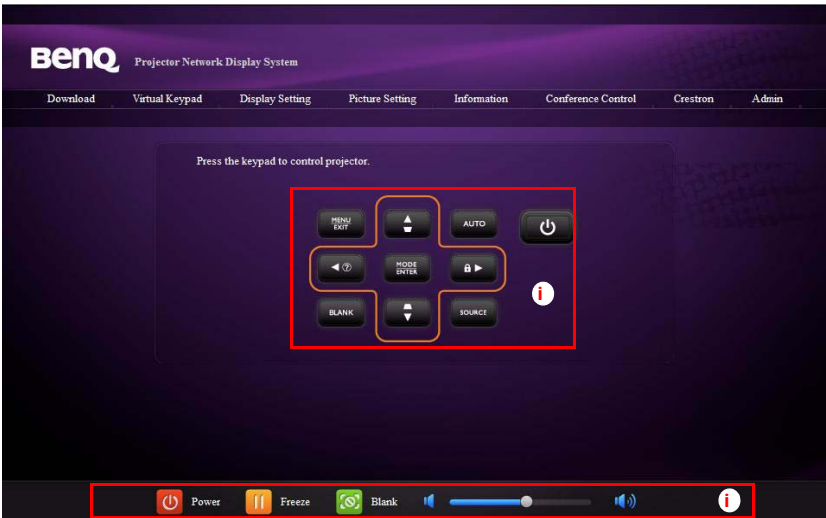 BenQ Projector Network Display System
Download Virtual Keypad Display Setting Picture Setting Information Conference Control Crestron Admin
Press the keypad to control projector.
MENU
EXIT
AUTO
?
MODE
ENTER
BLANK
SOURCE
i
Power Freeze Blank i